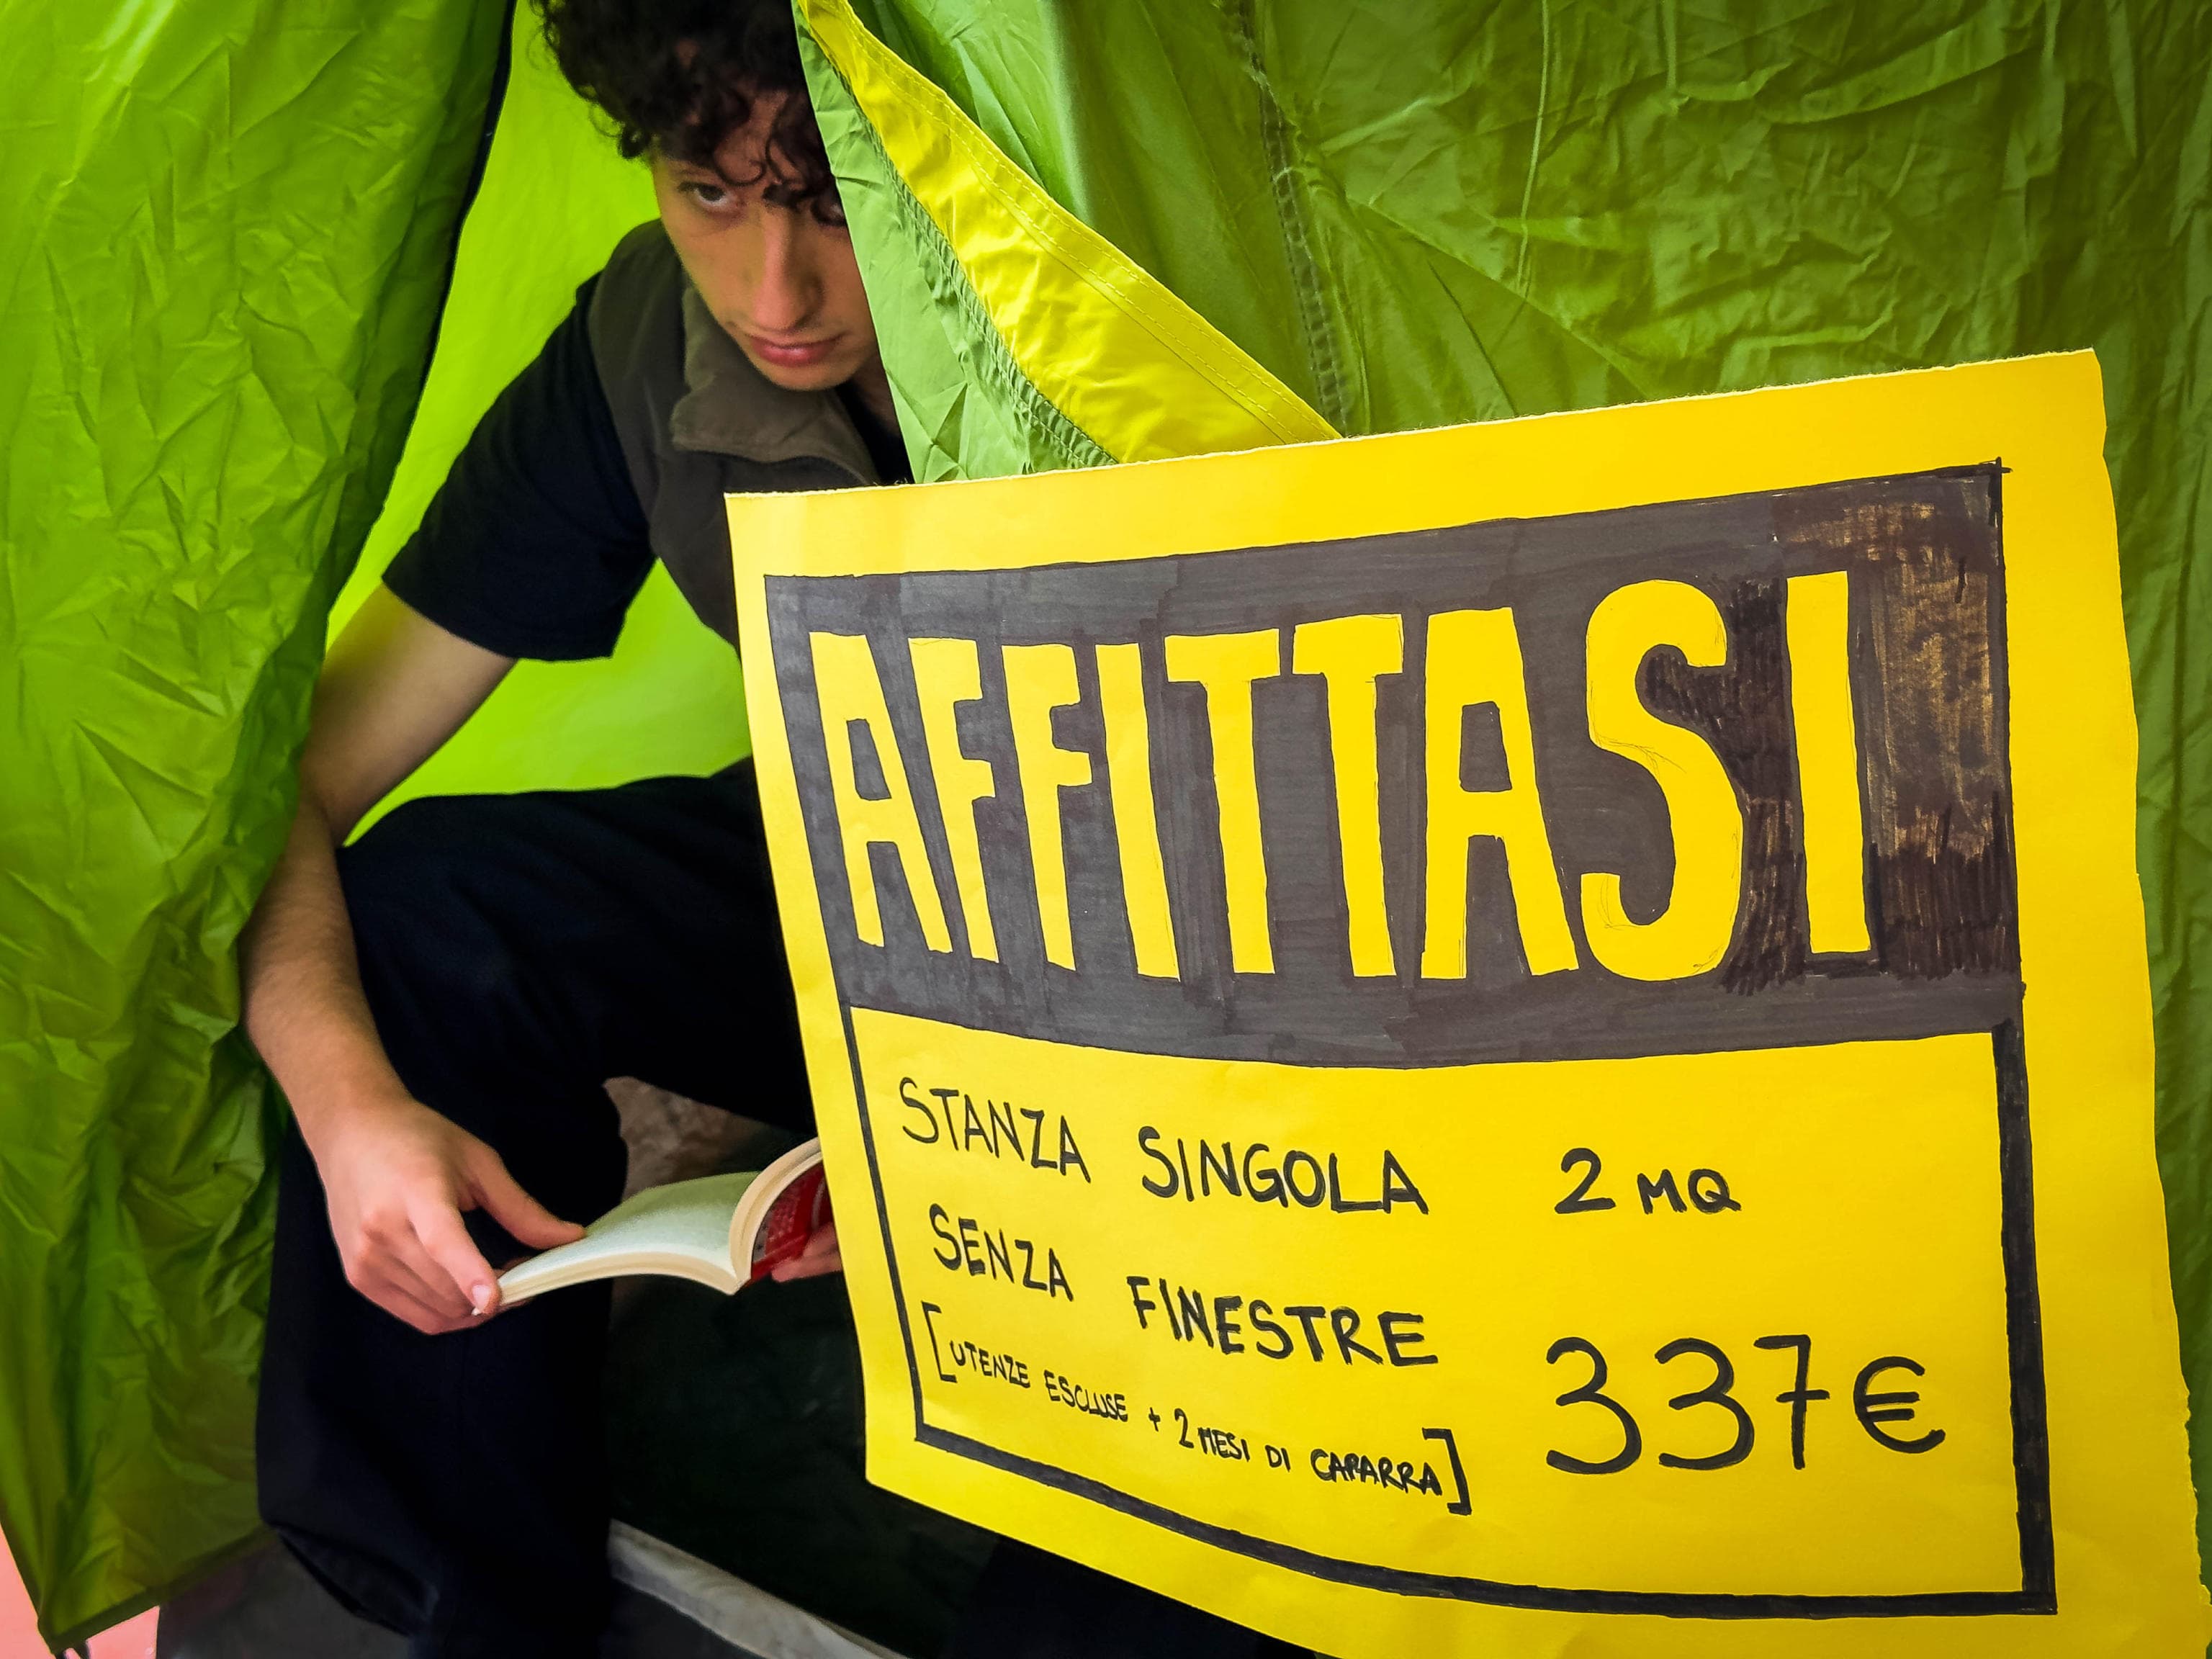 AFFITTASI
STANZA SINGOLA 2 MQ
SENZA FINESTRE 337€
[UTENZE ESCLUSE + 2 MESI DI CAPARRA]